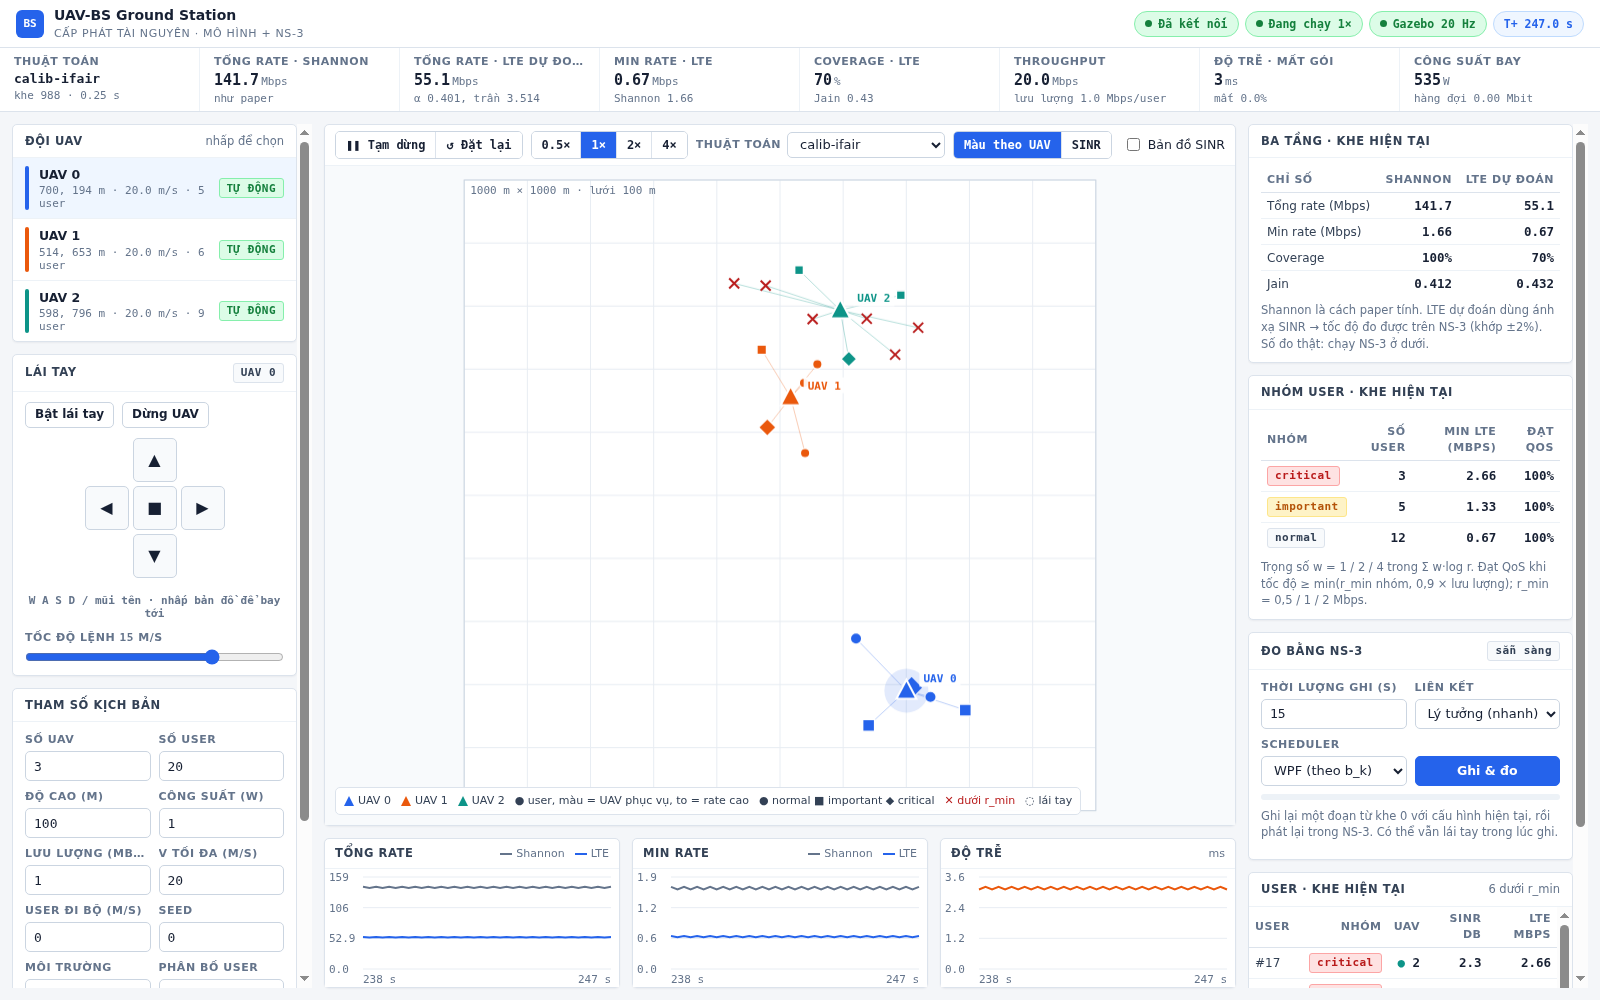 BS
UAV-BS Ground Station
CẤP PHÁT TÀI NGUYÊN · MÔ HÌNH + NS-3
Đã kết nối
Đang chạy 1×
Gazebo 20 Hz
T+ 247.0 s
THUẬT TOÁN
calib-ifair
khe 988 · 0.25 s
TỔNG RATE · SHANNON
141.7 Mbps
như paper
TỔNG RATE · LTE DỰ ĐO…
55.1 Mbps
α 0.401, trần 3.514
MIN RATE · LTE
0.67 Mbps
Shannon 1.66
COVERAGE · LTE
70 %
Jain 0.43
THROUGHPUT
20.0 Mbps
lưu lượng 1.0 Mbps/user
ĐỘ TRỄ · MẤT GÓI
3 ms
mất 0.0%
CÔNG SUẤT BAY
535 W
hàng đợi 0.00 Mbit
ĐỘI UAV
nhấp để chọn
UAV 0
700, 194 m · 20.0 m/s · 5
user
TỰ ĐỘNG
UAV 1
514, 653 m · 20.0 m/s · 6
user
TỰ ĐỘNG
UAV 2
598, 796 m · 20.0 m/s · 9
user
TỰ ĐỘNG
LÁI TAY
UAV 0
Bật lái tay
Dừng UAV
▲
◀ ■ ▶
▼
W A S D / mũi tên · nhấp bản đồ để bay
tới
TỐC ĐỘ LỆNH 15 M/S
THAM SỐ KỊCH BẢN
SỐ UAV
SỐ USER
3
20
ĐỘ CAO (M)
CÔNG SUẤT (W)
100
1
LƯU LƯỢNG (MB…
V TỐI ĐA (M/S)
1
20
USER ĐI BỘ (M/S)
SEED
0
0
MÔI TRƯỜNG
PHÂN BỐ USER
❚❚ Tạm dừng
↺ Đặt lại
0.5×
1×
2×
4×
THUẬT TOÁN
calib-ifair
Màu theo UAV
SINR
Bản đồ SINR
1000 m × 1000 m · lưới 100 m
UAV 2
UAV 1
UAV 0
▲ UAV 0 ▲ UAV 1 ▲ UAV 2 ● user, màu = UAV phục vụ, to = rate cao ● normal ■ important ◆ critical ✕ dưới r_min ◌ lái tay
TỔNG RATE
Shannon
LTE
159
106
52.9
0.0
238 s
247 s
MIN RATE
Shannon
LTE
1.9
1.2
0.6
0.0
238 s
247 s
ĐỘ TRỄ
ms
3.6
2.4
1.2
0.0
238 s
247 s
BA TẦNG · KHE HIỆN TẠI
CHỈ SỐ SHANNON LTE DỰ ĐOÁN
Tổng rate (Mbps) 141.7 55.1
Min rate (Mbps) 1.66 0.67
Coverage 100% 70%
Jain 0.412 0.432
Shannon là cách paper tính. LTE dự đoán dùng ánh
xạ SINR → tốc độ đo được trên NS-3 (khớp ±2%).
Số đo thật: chạy NS-3 ở dưới.
NHÓM USER · KHE HIỆN TẠI
NHÓM SỐ USER MIN LTE (MBPS) ĐẠT QOS
critical 3 2.66 100%
important 5 1.33 100%
normal 12 0.67 100%
Trọng số w = 1 / 2 / 4 trong Σ w·log r. Đạt QoS khi
tốc độ ≥ min(r_min nhóm, 0,9 × lưu lượng); r_min
= 0,5 / 1 / 2 Mbps.
ĐO BẰNG NS-3
sẵn sàng
THỜI LƯỢNG GHI (S)
LIÊN KẾT
15
Lý tưởng (nhanh)
SCHEDULER
WPF (theo b_k)
Ghi & đo
Ghi lại một đoạn từ khe 0 với cấu hình hiện tại, rồi
phát lại trong NS-3. Có thể vẫn lái tay trong lúc ghi.
USER · KHE HIỆN TẠI
6 dưới r_min
USER NHÓM UAV SINR DB LTE MBPS
#17 critical ● 2 2.3 2.66